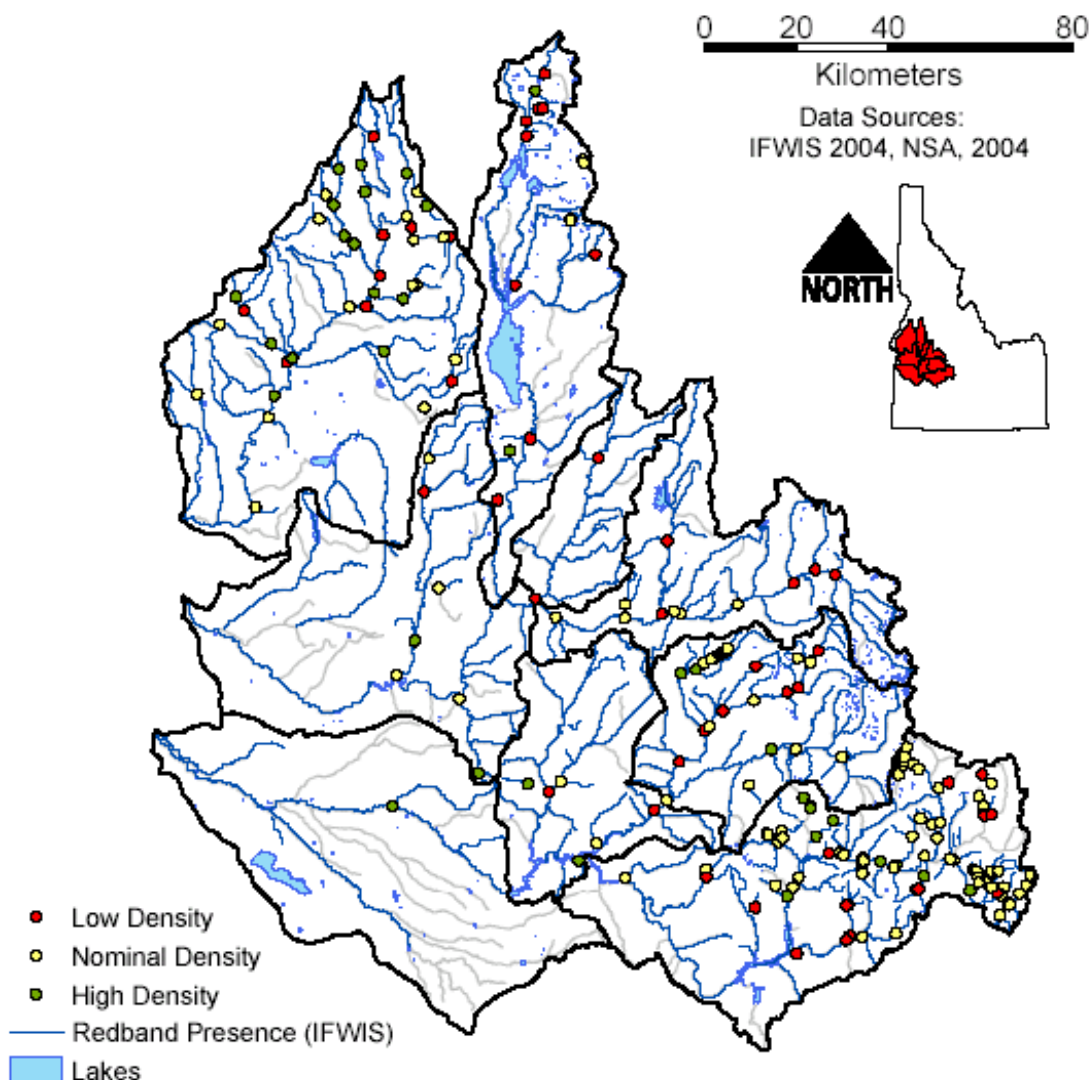 0 20 40 80
Kilometers
Data Sources:
IFWIS 2004, NSA, 2004
NORTH
Low Density
Nominal Density
High Density
Redband Presence (IFWIS)
Lakes